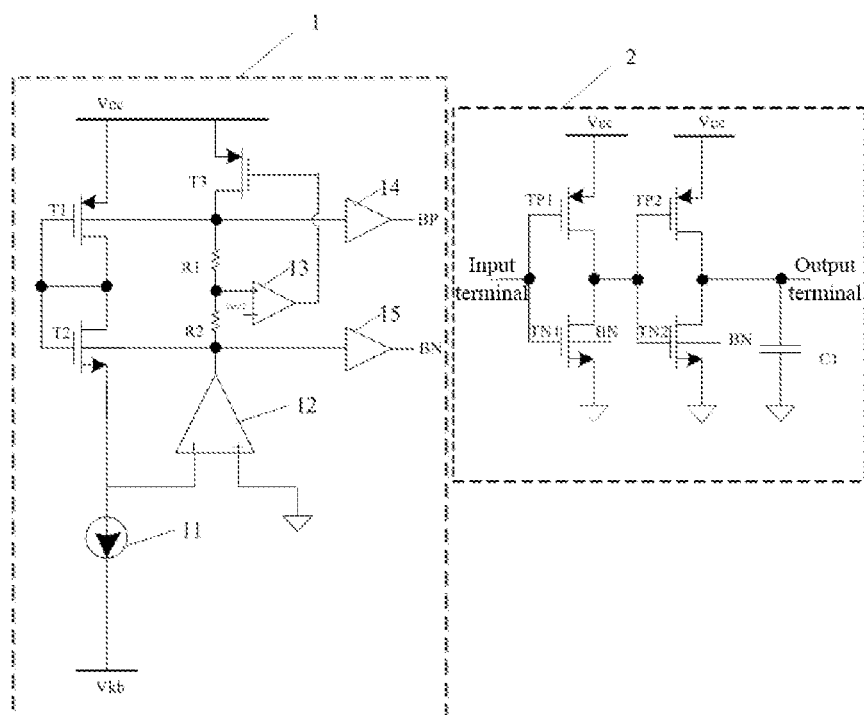 1
2
Vcc
Vcc
Vcc
T3
14
TP1
TP2
T1
BP
R1
13
Input
terminal
Output
terminal
R2
15
T2
TN1
BN
TN2
BN
BN
C1
12
11
Vkb